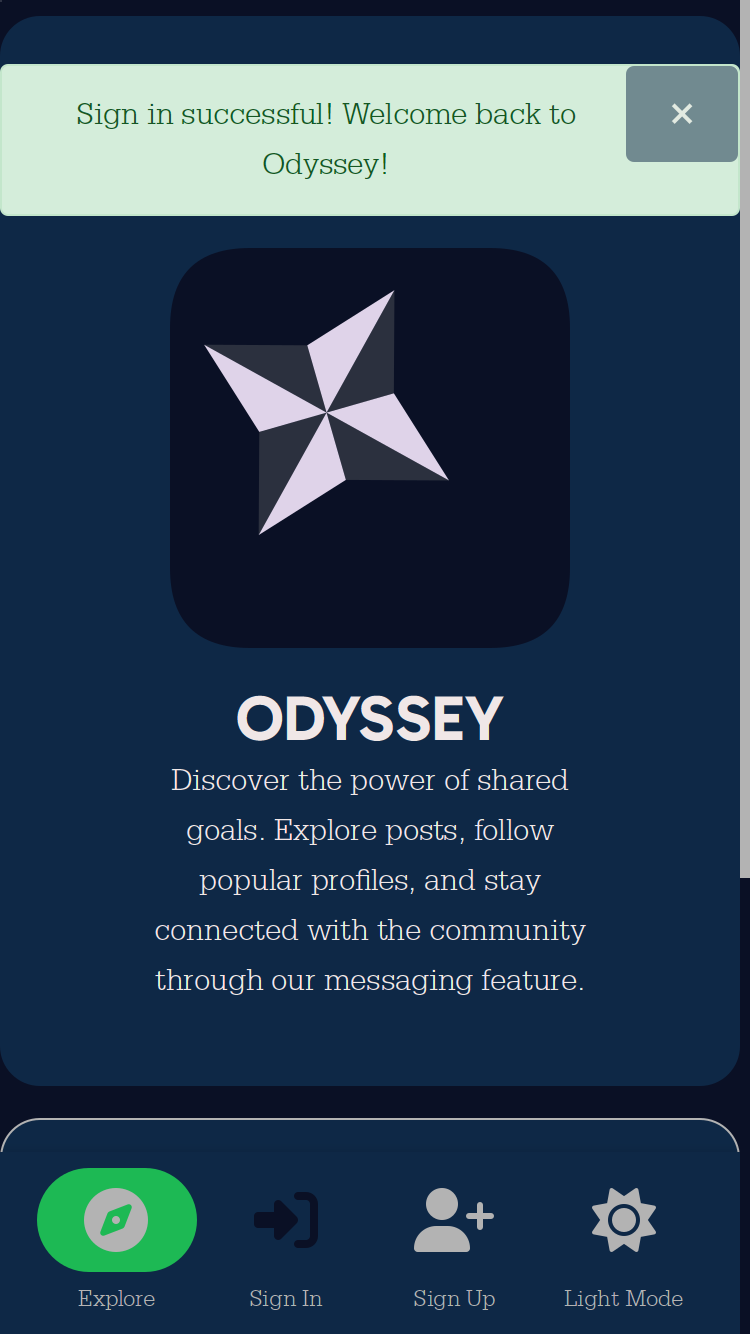 Sign in successful! Welcome back to
Odyssey!
ODYSSEY
Discover the power of shared
goals. Explore posts, follow
popular profiles, and stay
connected with the community
through our messaging feature.
Explore
Sign In
Sign Up
Light Mode